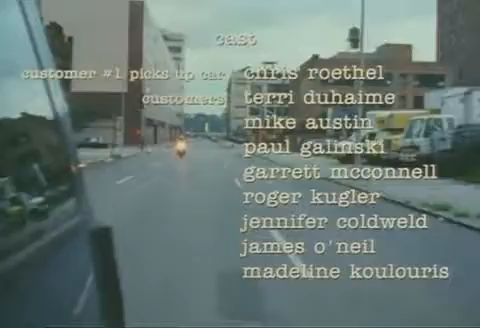 cast
customer #1 picks up car chris roethel
customers terri duhaime
mike austin
paul galinski
garrett mcconnell
roger kugler
jennifer coldweld
james o'neil
madeline koulouris